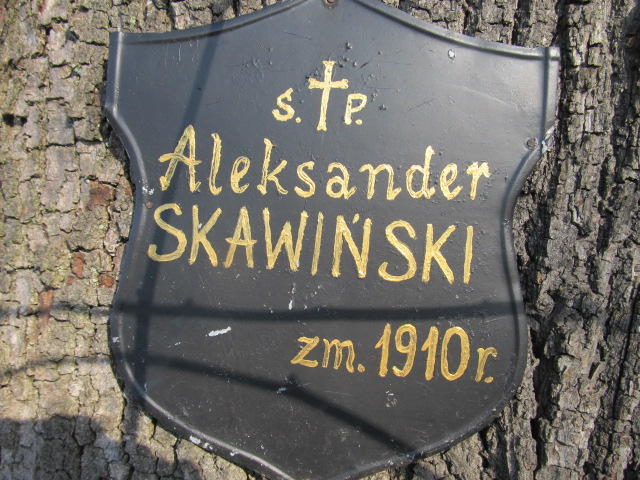 Ś. † P.
Aleksander
SKAWIŃSKI
zm. 1910 r.